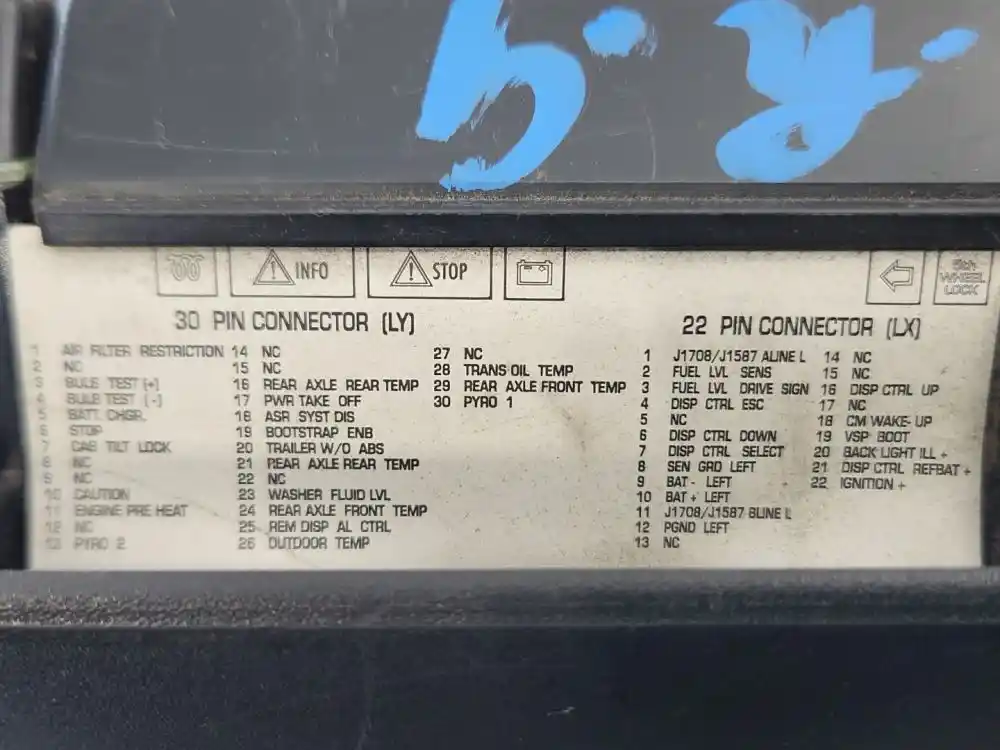 INFO
STOP
5th
WHEEL
LOCK
30 PIN CONNECTOR (LY)
1 AIR FILTER RESTRICTION
2 NC
3 BULB TEST (+)
4 BULB TEST (-)
5 BATT. CHGR.
6 STOP
7 CAB TILT LOCK
8 NC
9 NC
10 CAUTION
11 ENGINE PRE HEAT
12 NC
13 PYRO 2
14 NC
15 NC
16 REAR AXLE REAR TEMP
17 PWR TAKE OFF
18 ASR SYST DIS
19 BOOTSTRAP ENB
20 TRAILER W/O ABS
21 REAR AXLE REAR TEMP
22 NC
23 WASHER FLUID LVL
24 REAR AXLE FRONT TEMP
25 REM DISP AL CTRL
26 OUTDOOR TEMP
27 NC
28 TRANS OIL TEMP
29 REAR AXLE FRONT TEMP
30 PYRO 1
22 PIN CONNECTOR (LX)
1 J1708/J1587 ALINE L
2 FUEL LVL SENS
3 FUEL LVL DRIVE SIGN
4 DISP CTRL ESC
5 NC
6 DISP CTRL DOWN
7 DISP CTRL SELECT
8 SEN GRD LEFT
9 BAT- LEFT
10 BAT+ LEFT
11 J1708/J1587 BLINE L
12 PGND LEFT
13 NC
14 NC
15 NC
16 DISP CTRL UP
17 NC
18 CM WAKE-UP
19 VSP BOOT
20 BACK LIGHT ILL +
21 DISP CTRL REFBAT +
22 IGNITION +